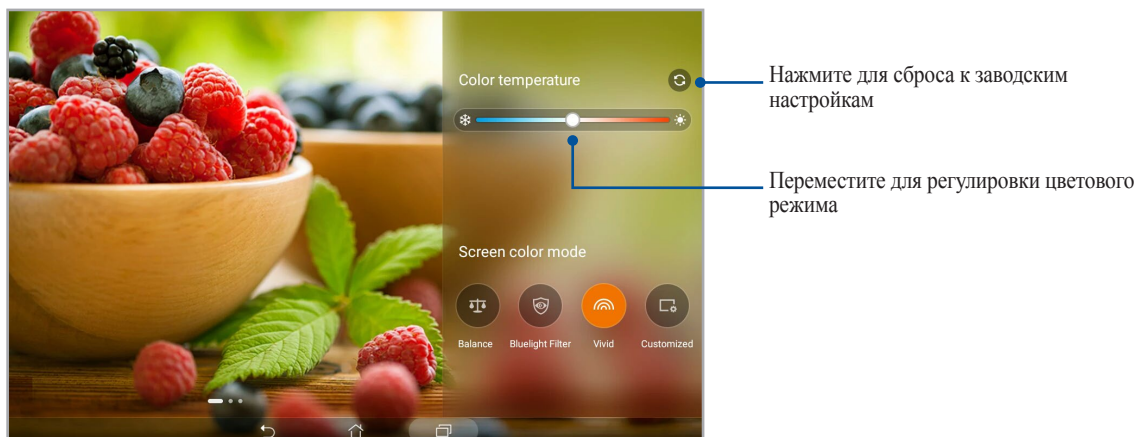 Color temperature
Нажмите для сброса к заводским
настройкам
Переместите для регулировки цветового
режима
Screen color mode
Balance
Bluelight Filter
Vivid
Customized